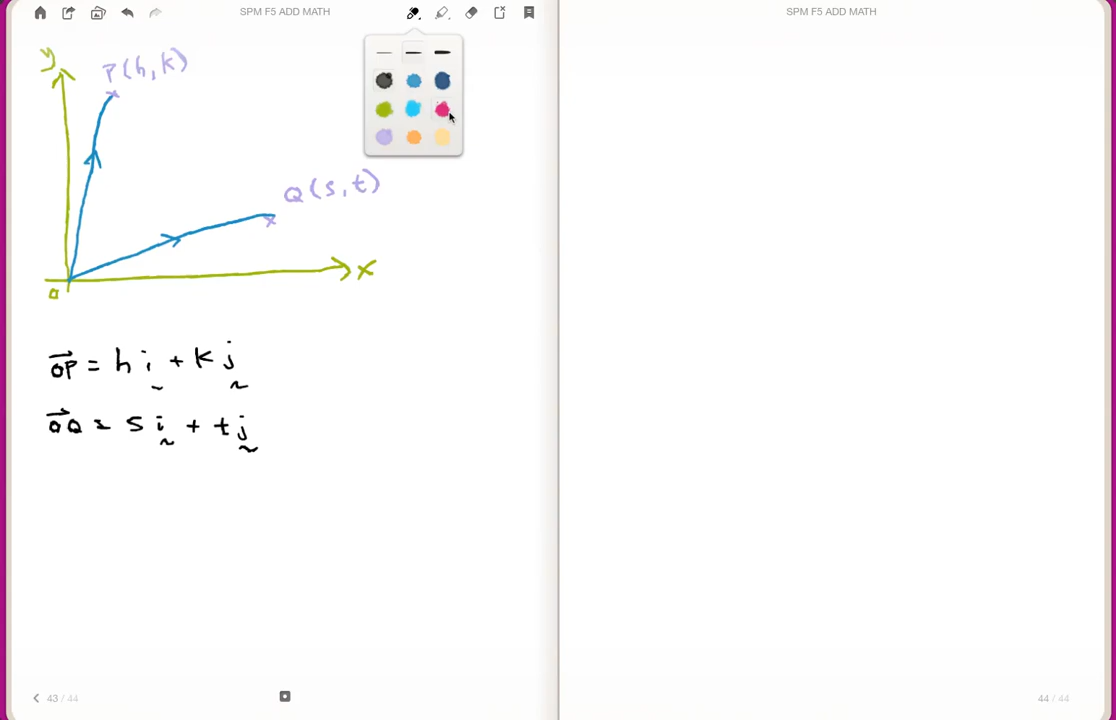 SPM F5 ADD MATH
SPM F5 ADD MATH
y
P(h,k)
Q(s,t)
x
O
OP = h i + k j
OQ = s i + t j
43 / 44
44 / 44